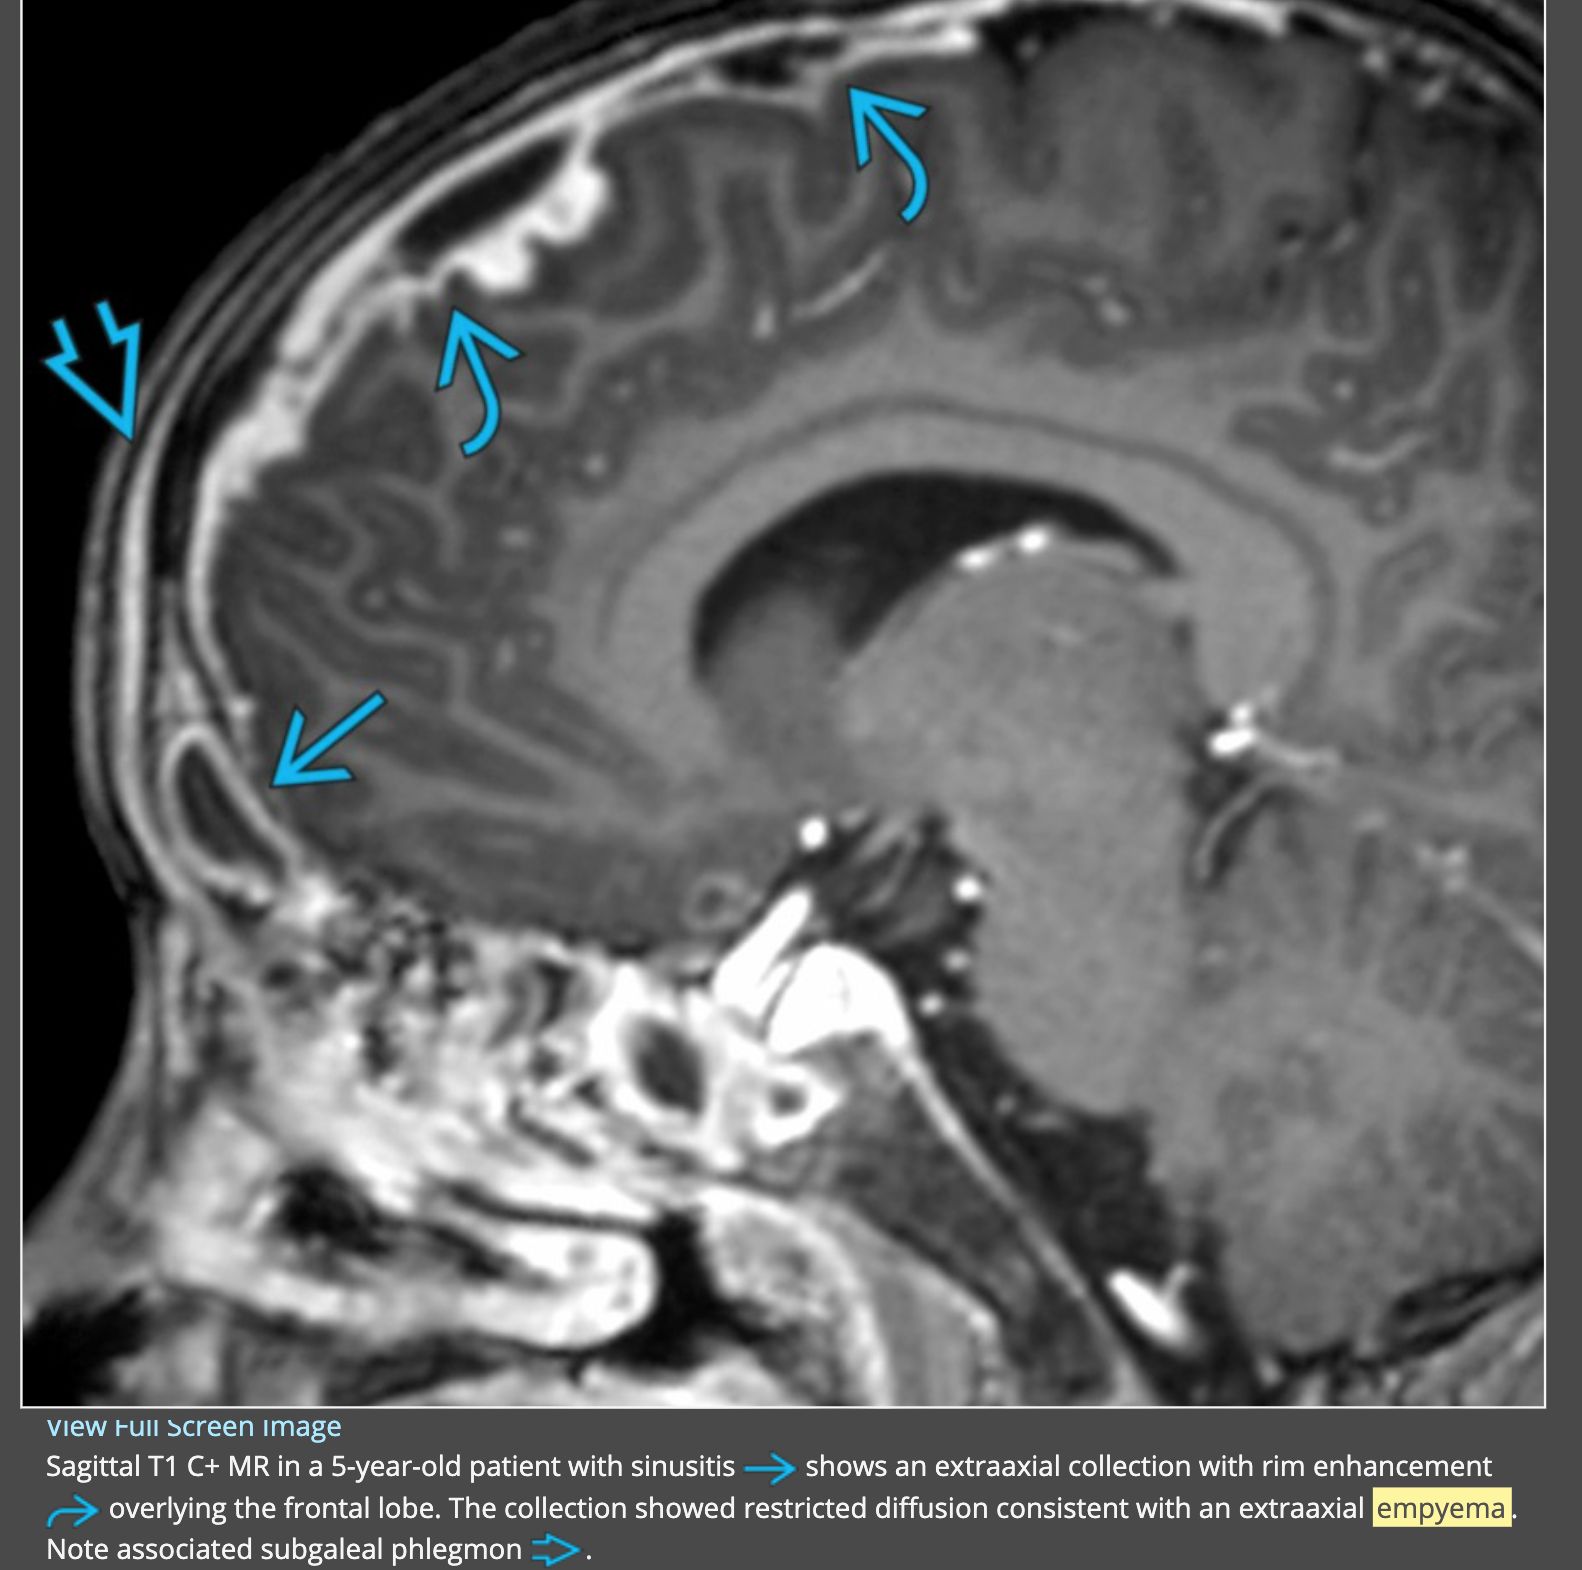 View Full Screen Image
Sagittal T1 C+ MR in a 5-year-old patient with sinusitis → shows an extraaxial collection with rim enhancement
overlying the frontal lobe. The collection showed restricted diffusion consistent with an extraaxial empyema.
Note associated subgaleal phlegmon .